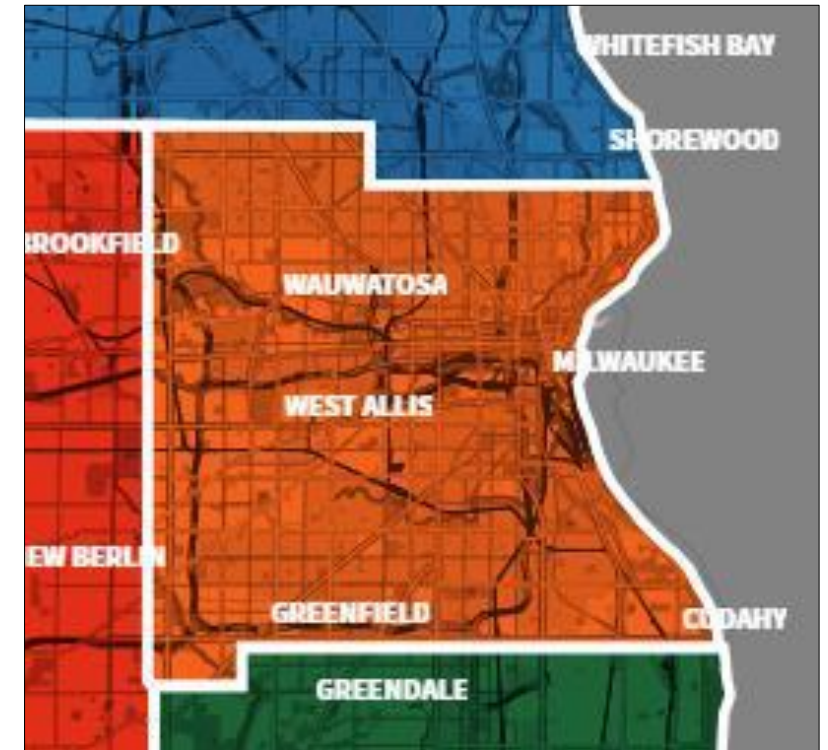 WHITEFISH BAY
SHOREWOOD
BROOKFIELD
WAUWATOSA
MILWAUKEE
WEST ALLIS
EW BERLIN
GREENFIELD
CUDAHY
GREENDALE